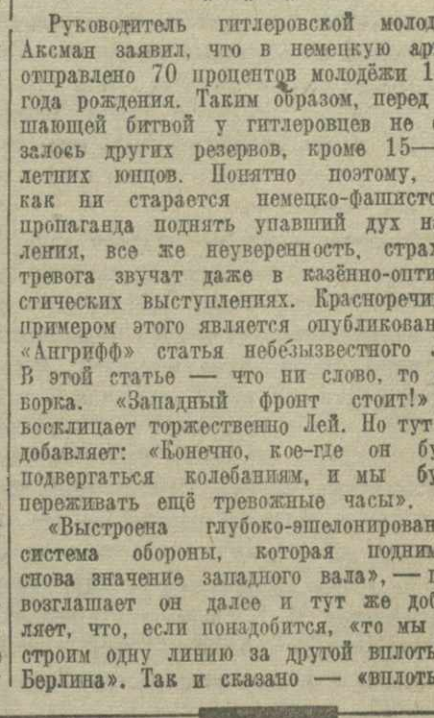 Руководитель гитлеровской молод
Аксман заявил, что в немецкую ар
отправлено 70 процентов молодёжи 1
года рождения. Таким образом, перед
шающей битвой у гитлеровцев не
залось других резервов, кроме 15—
летних юнцов. Понятно поэтому,
как ни старается немецко-фашистс
пропаганда поднять упавший дух н
ления, все же неуверенность, страх
тревога звучат даже в казённо-опти
стических выступлениях. Красноречи
примером этого является опубликован
«Ангрифф» статья небезызвестного
В этой статье — что ни слово, то
ворка. «Западный фронт стоит!»
восклицает торжественно Лей. Но тут
добавляет: «Конечно, кое-где он бу
подвергаться колебаниям, и мы бу
переживать ещё тревожные часы».
«Выстроена глубоко-эшелонирован
система обороны, которая подним
снова значение западного вала», —
возглашает он далее и тут же доб
ляет, что, если понадобится, «то мы
строим одну линию за другой вплоть
Берлина». Так и сказано — «вплоть